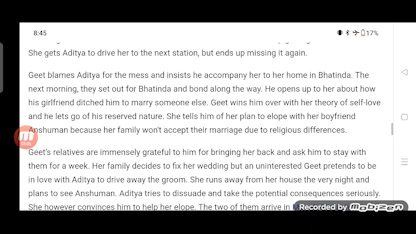 8:45
17%
She gets Aditya to drive her to the next station, but ends up missing it again.
Geet blames Aditya for the mess and insists he accompany her to her home in Bhatinda. The
next morning, they set out for Bhatinda and bond along the way. He opens up to her about how
his girlfriend ditched him to marry someone else. Geet wins him over with her theory of self-love
and he lets go of his reserved nature. She tells him of her plan to elope with her boyfriend
Anshuman because her family won't accept their marriage due to religious differences.
Geet's relatives are immensely grateful to him for bringing her back and ask him to stay with
them for a week. Her family decides to fix her wedding but an uninterested Geet pretends to be
in love with Aditya to drive away the groom. She runs away from her house the very night and
plans to see Anshuman. Aditya tries to dissuade and take the potential consequences seriously.
She however convinces him to help her elope. The two of them arrive in
Recorded by Mobizen